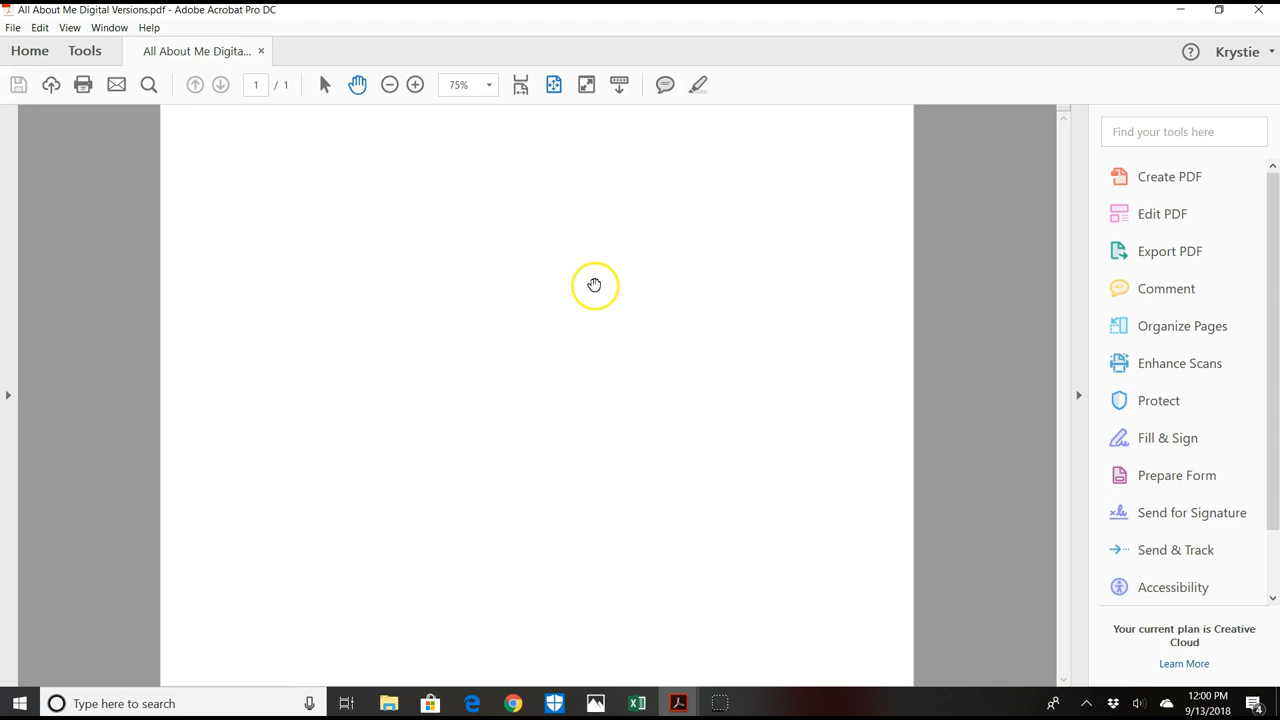 All About Me Digital Versions.pdf - Adobe Acrobat Pro DC
File Edit View Window Help
Home Tools All About Me Digita... × Krystie
1 / 1 75%
Find your tools here
Create PDF
Edit PDF
Export PDF
Comment
Organize Pages
Enhance Scans
Protect
Fill & Sign
Prepare Form
Send for Signature
Send & Track
Accessibility
Your current plan is Creative
Cloud
Learn More
Type here to search
12:00 PM
9/13/2018
4